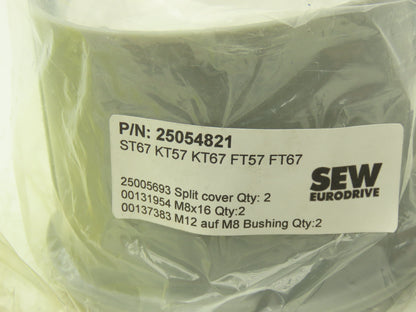 P/N: 25054821
ST67 KT57 KT67 FT57 FT67
25005693 Split cover Qty: 2
00131954 M8x16 Qty:2
00137383 M12 auf M8 Bushing Qty:2
SEW
EURODRIVE